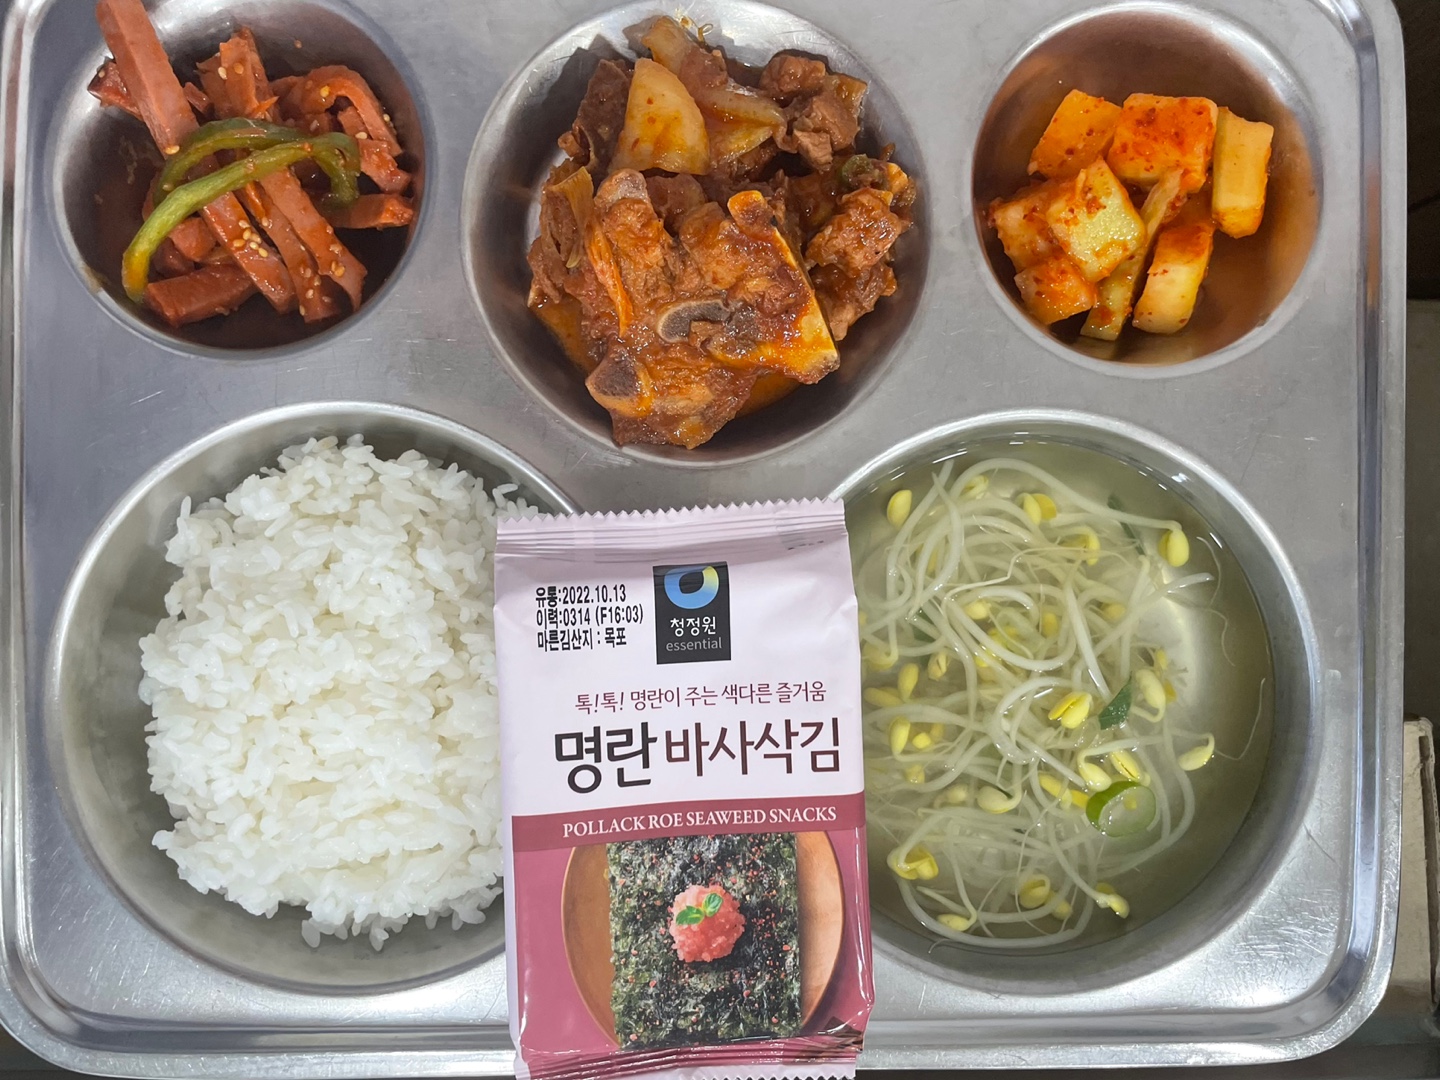 유통:2022.10.13
이력:0314 (F16:03)
마른김산지 : 목포
청정원
essential
톡!톡! 명란이 주는 색다른 즐거움
명란 바사삭김
POLLACK ROE SEAWEED SNACKS